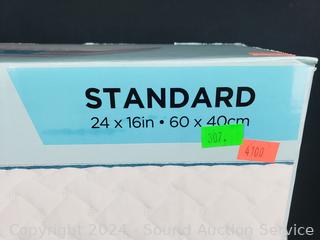 STANDARD
24 x 16in • 60 x 40cm
307.
4100
Copyright © 2024 - Sound Auction Service